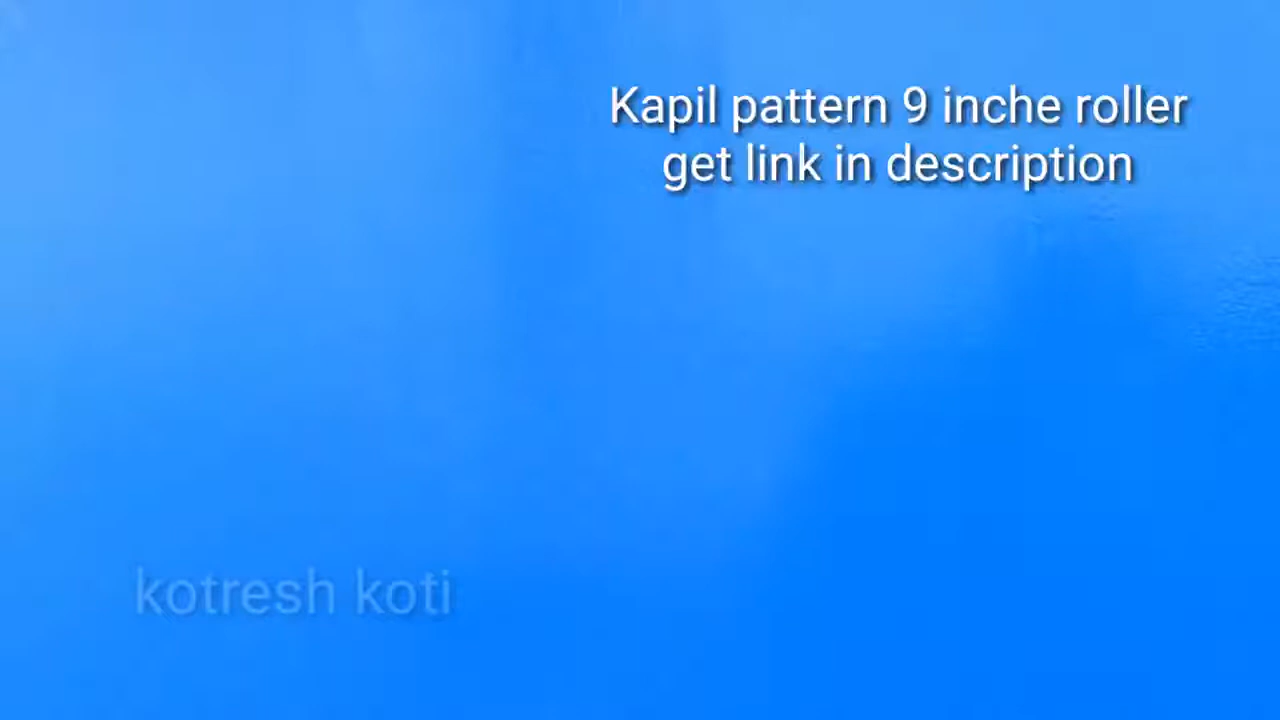 Kapil pattern 9 inche roller
get link in description
kotresh koti